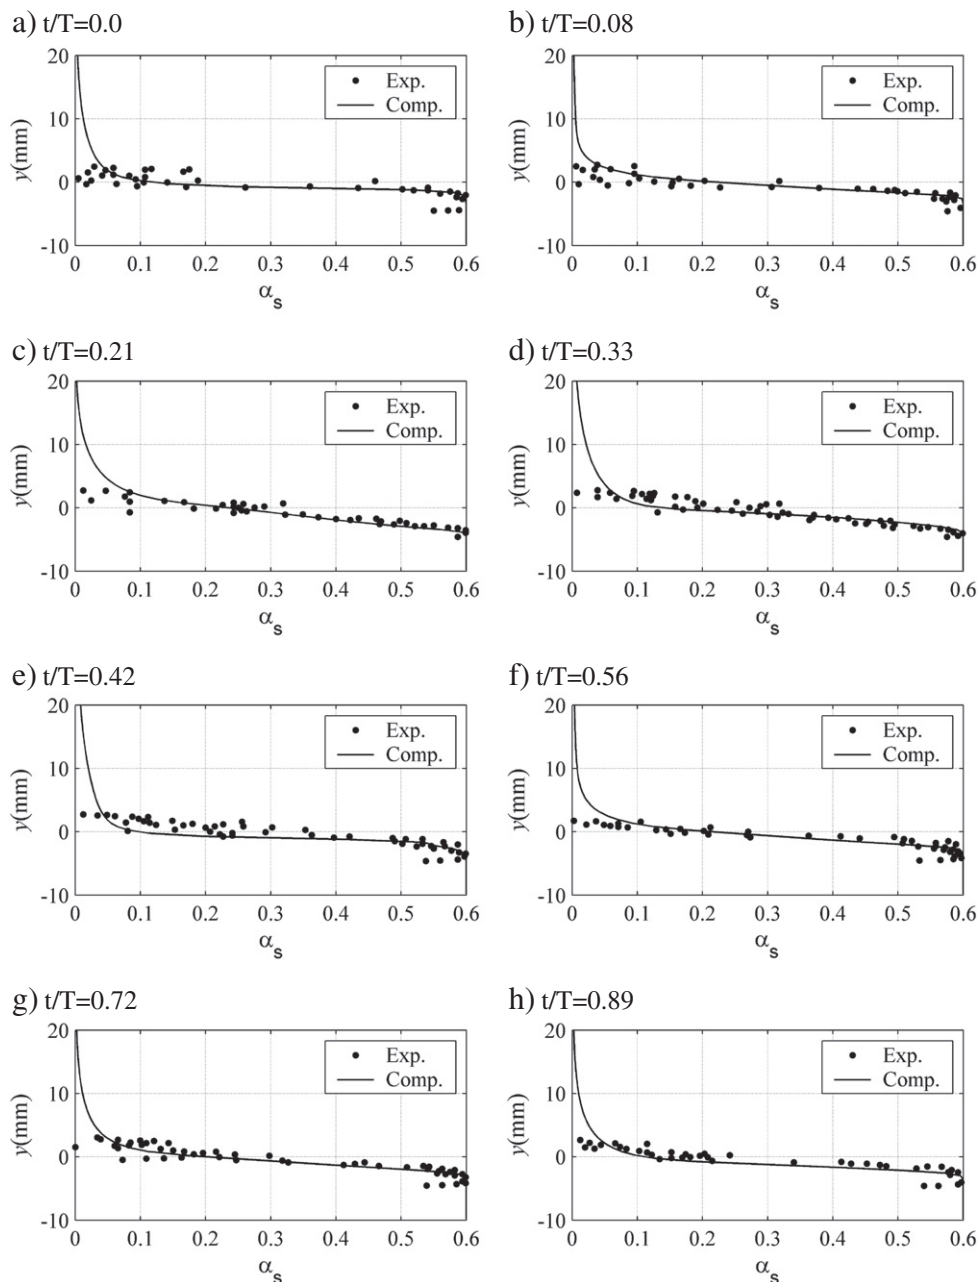 a) t/T=0.0
20
10
0
-10
y(mm)
Exp.
Comp.
0 0.1 0.2 0.3 0.4 0.5 0.6
αs
b) t/T=0.08
20
10
0
-10
y(mm)
Exp.
Comp.
0 0.1 0.2 0.3 0.4 0.5 0.6
αs
c) t/T=0.21
20
10
0
-10
y(mm)
Exp.
Comp.
0 0.1 0.2 0.3 0.4 0.5 0.6
αs
d) t/T=0.33
20
10
0
-10
y(mm)
Exp.
Comp.
0 0.1 0.2 0.3 0.4 0.5 0.6
αs
e) t/T=0.42
20
10
0
-10
y(mm)
Exp.
Comp.
0 0.1 0.2 0.3 0.4 0.5 0.6
αs
f) t/T=0.56
20
10
0
-10
y(mm)
Exp.
Comp.
0 0.1 0.2 0.3 0.4 0.5 0.6
αs
g) t/T=0.72
20
10
0
-10
y(mm)
Exp.
Comp.
0 0.1 0.2 0.3 0.4 0.5 0.6
αs
h) t/T=0.89
20
10
0
-10
y(mm)
Exp.
Comp.
0 0.1 0.2 0.3 0.4 0.5 0.6
αs